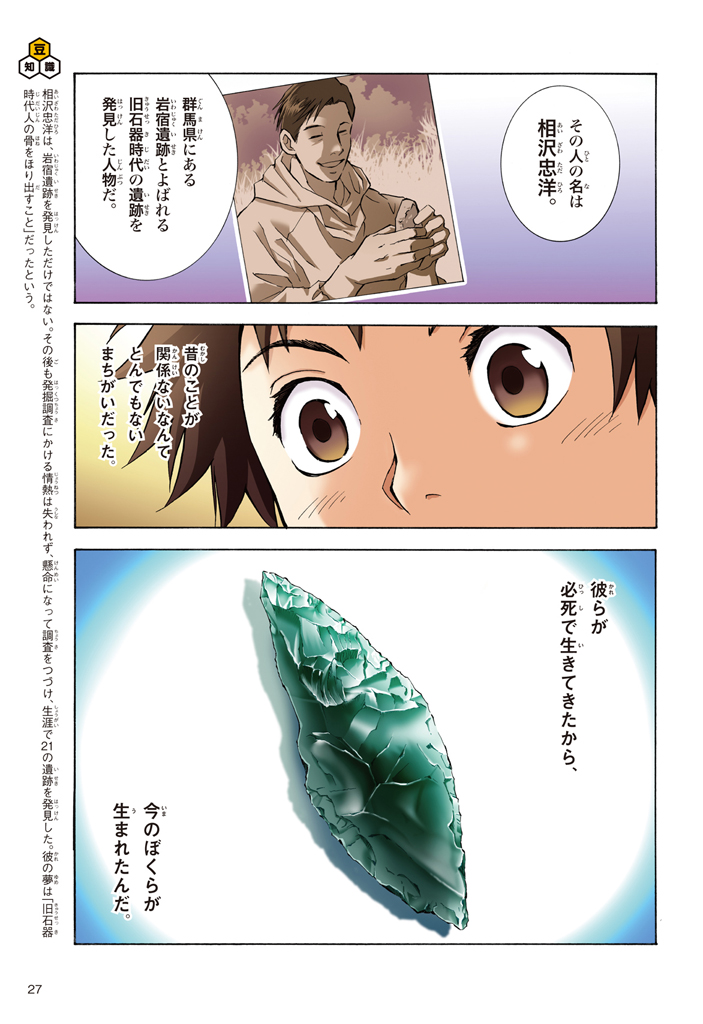 その人の名は
相沢忠洋。
群馬県にある
岩宿遺跡とよばれる
旧石器時代の遺跡を
発見した人物だ。
昔のことが
関係ないなんて
とんでもない
まちがいだった。
彼らが
必死で生きてきたから、
今のぼくらが
生まれたんだ。
豆知識
相沢忠洋は、岩宿遺跡を発見しただけではない。その後も発掘調査にかける情熱は失われず、懸命になって調査をつづけ、生涯で21の遺跡を発見した。彼の夢は「旧石器
時代人の骨をほり出すこと」だったという。
27